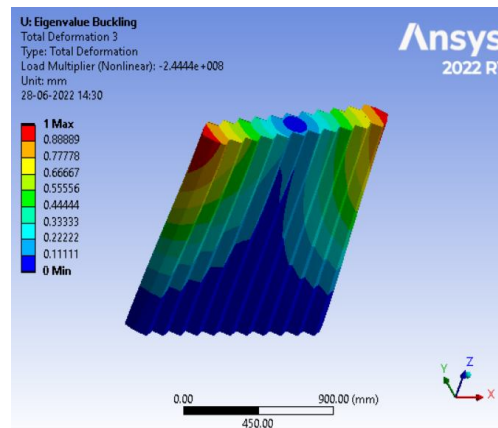 U: Eigenvalue Buckling
Total Deformation 3
Type: Total Deformation
Load Multiplier (Nonlinear): -2.4444e+008
Unit: mm
28-06-2022 14:30
Ansys
2022 R
1 Max
0.88889
0.77778
0.66667
0.55556
0.44444
0.33333
0.22222
0.11111
0 Min
Y
Z
X
0.00
900.00 (mm)
450.00